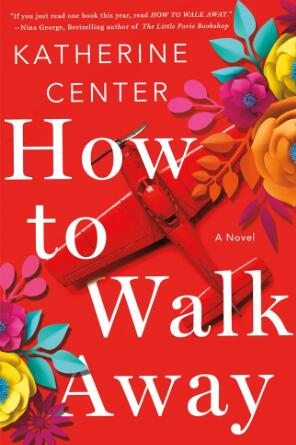 "If you just read one book this year, read HOW TO WALK AWAY."
—Nina George, Bestselling author of The Little Paris Bookshop
KATHERINE
CENTER
How
to
A Novel
Walk
Away